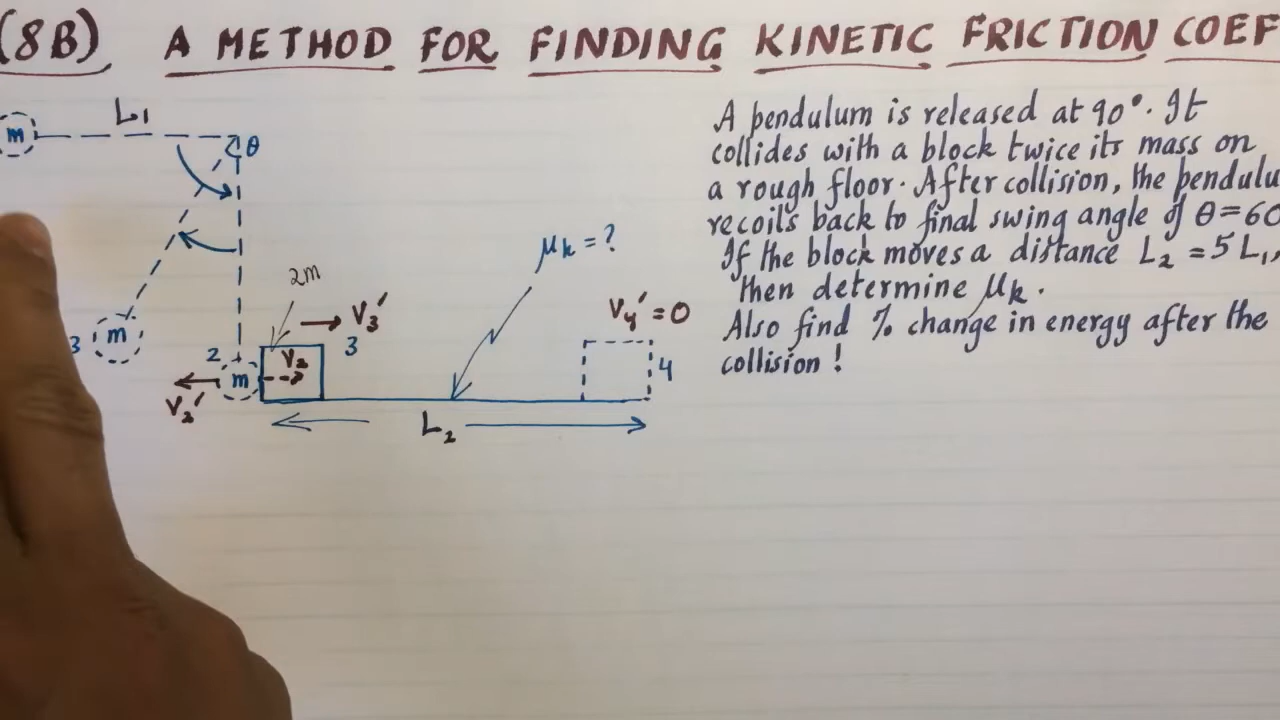 (8B) A METHOD FOR FINDING KINETIC FRICTION COEF
A pendulum is released at 90°. It
collides with a block twice its mass on
a rough floor. After collision, the pendulu
recoils back to final swing angle of θ=60
If the block moves a distance L₂ = 5 L₁,
then determine μₖ.
Also find % change in energy after the
collision !
m
L₁
θ
μₖ = ?
2m
V₃'
V₄' = 0
3
m
3
2
V₂
4
m
V₂'
L₂